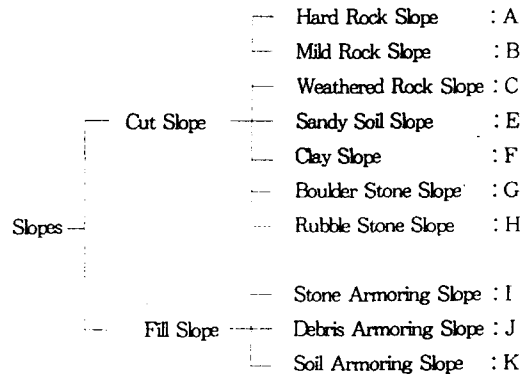 Hard Rock Slope : A
Mild Rock Slope : B
Weathered Rock Slope : C
Cut Slope Sandy Soil Slope : E
Clay Slope : F
Boulder Stone Slope : G
Slopes Rubble Stone Slope : H
Stone Armoring Slope : I
Fill Slope Debris Armoring Slope : J
Soil Armoring Slope : K